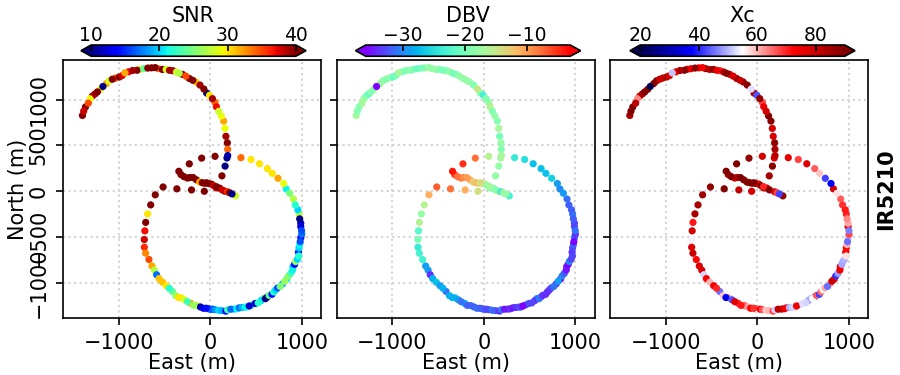 SNR DBV Xc
10 20 30 40 −30 −20 −10 20 40 60 80
North (m)
1000
500
0
−500
−1000
IR5210
−1000 0 1000 −1000 0 1000 −1000 0 1000
East (m) East (m) East (m)